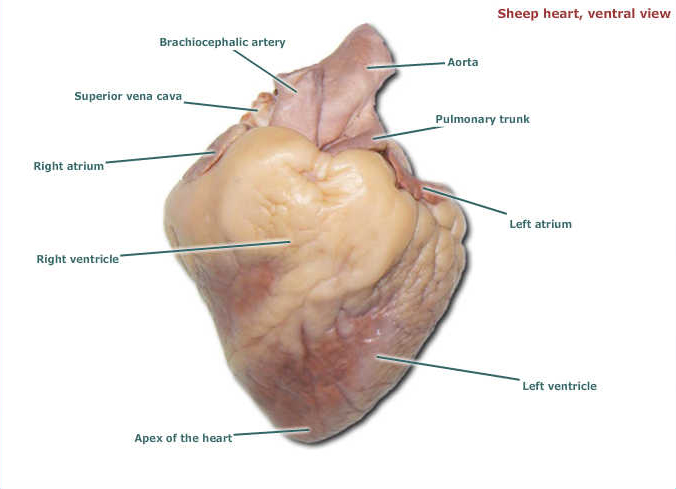 Sheep heart, ventral view
Brachiocephalic artery
Aorta
Superior vena cava
Pulmonary trunk
Right atrium
Left atrium
Right ventricle
Left ventricle
Apex of the heart